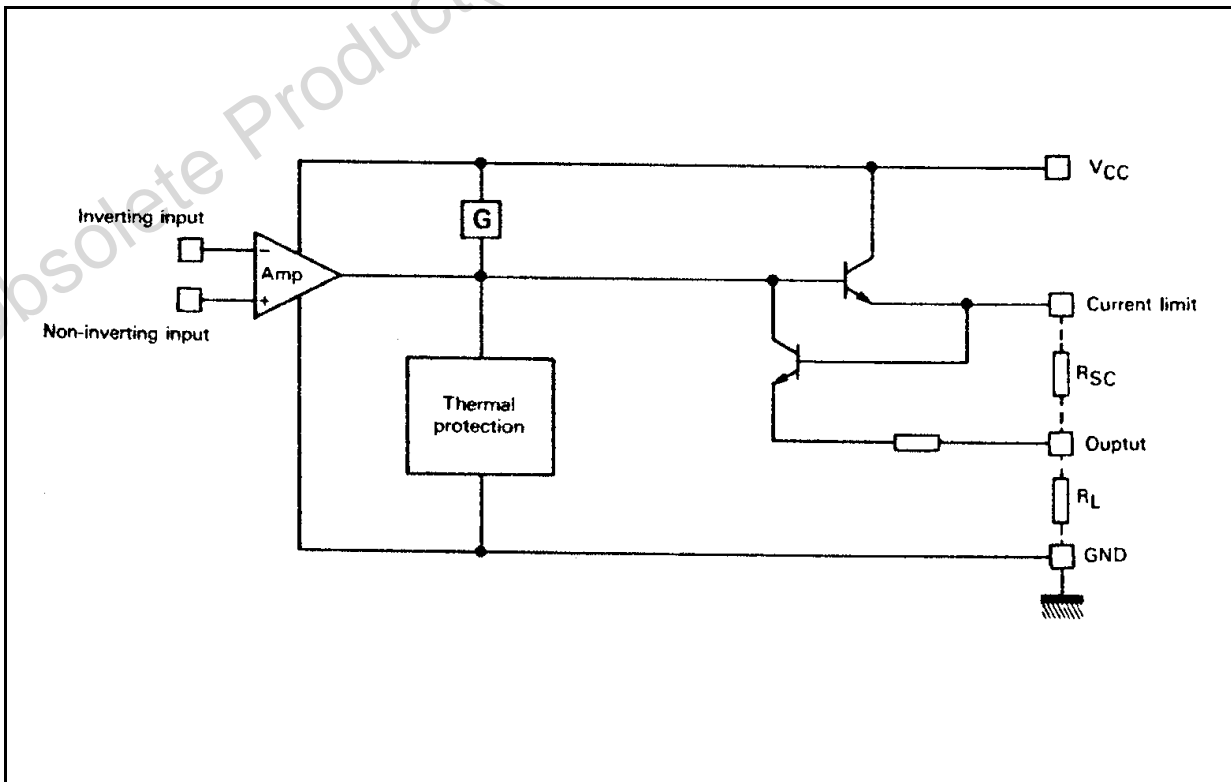 Obsolete Product(
VCC
G
Inverting input
−
Amp
+
Non-inverting input
Current limit
RSC
Thermal
protection
Ouptut
RL
GND